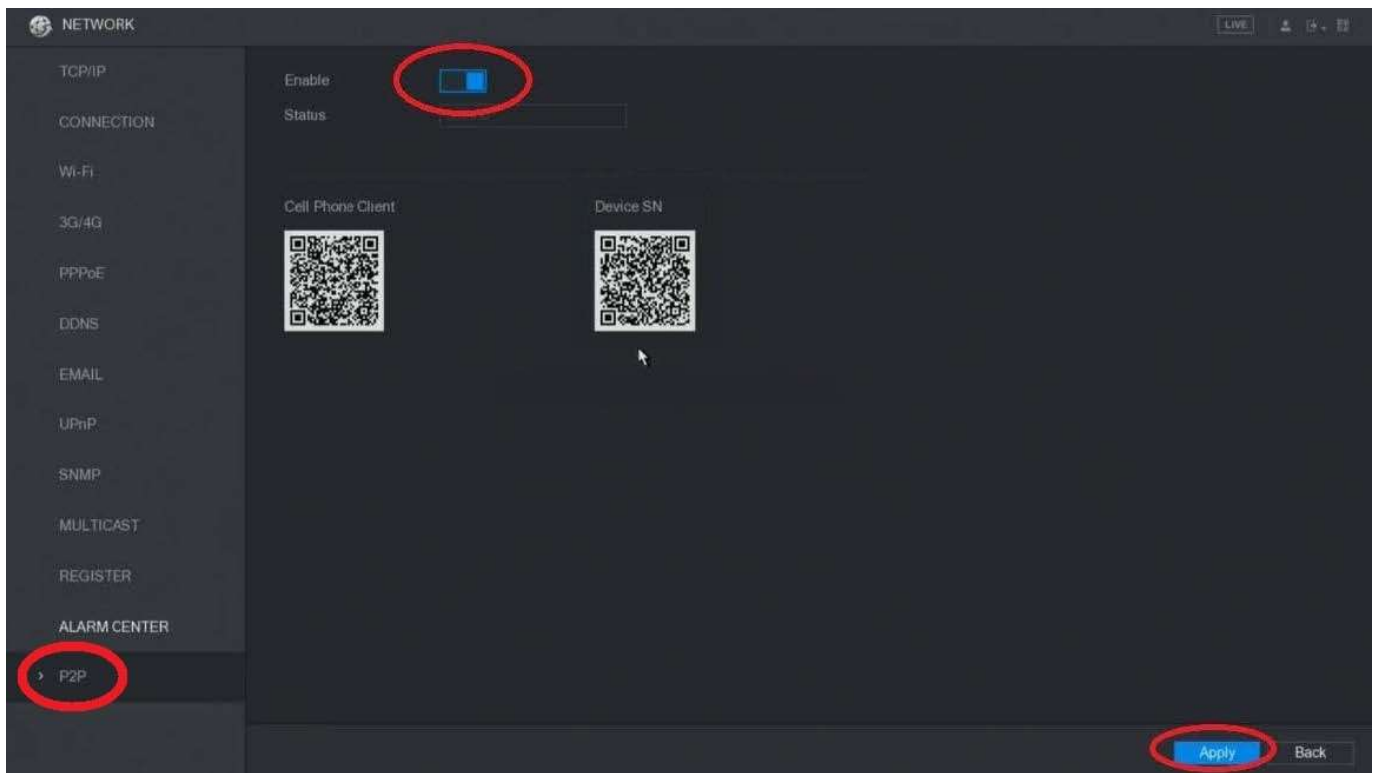 NETWORK
LIVE
TCP/IP
CONNECTION
Wi-Fi
3G/4G
PPPoE
DDNS
EMAIL
UPnP
SNMP
MULTICAST
REGISTER
ALARM CENTER
P2P
Enable
Status
Cell Phone Client
Device SN
Apply
Back